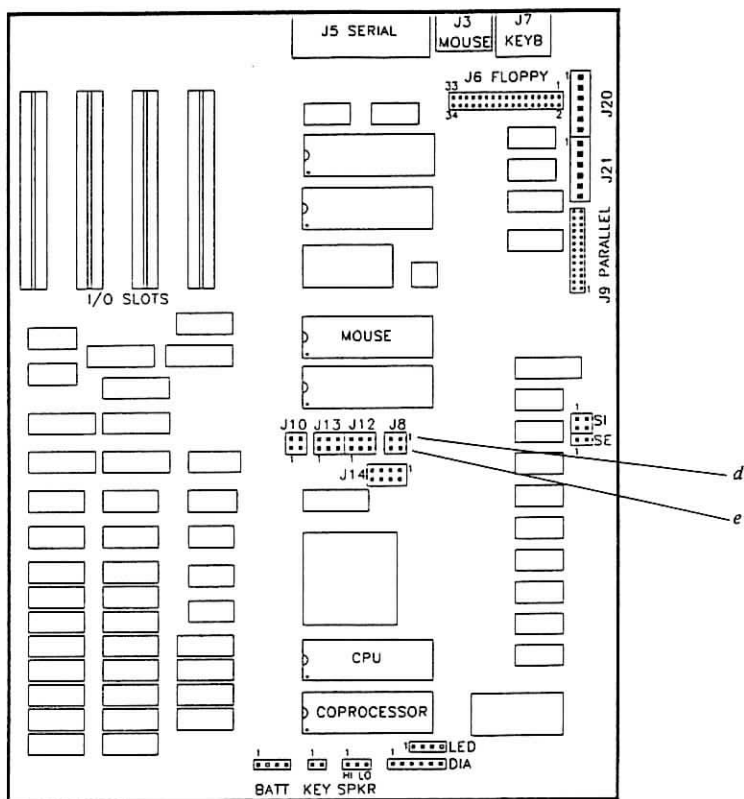 J5 SERIAL
J3
MOUSE
J7
KEYB
J6 FLOPPY
33 1
34 2
1
J20
1
J21
J9 PARALLEL
1
I/O SLOTS
MOUSE
J10 J13 J12 J8
1
1 1 1
J14 1
1
SI
SE
1
d
e
CPU
COPROCESSOR
1 LED
1 1 1 1
DIA
HI LO
BATT KEY SPKR